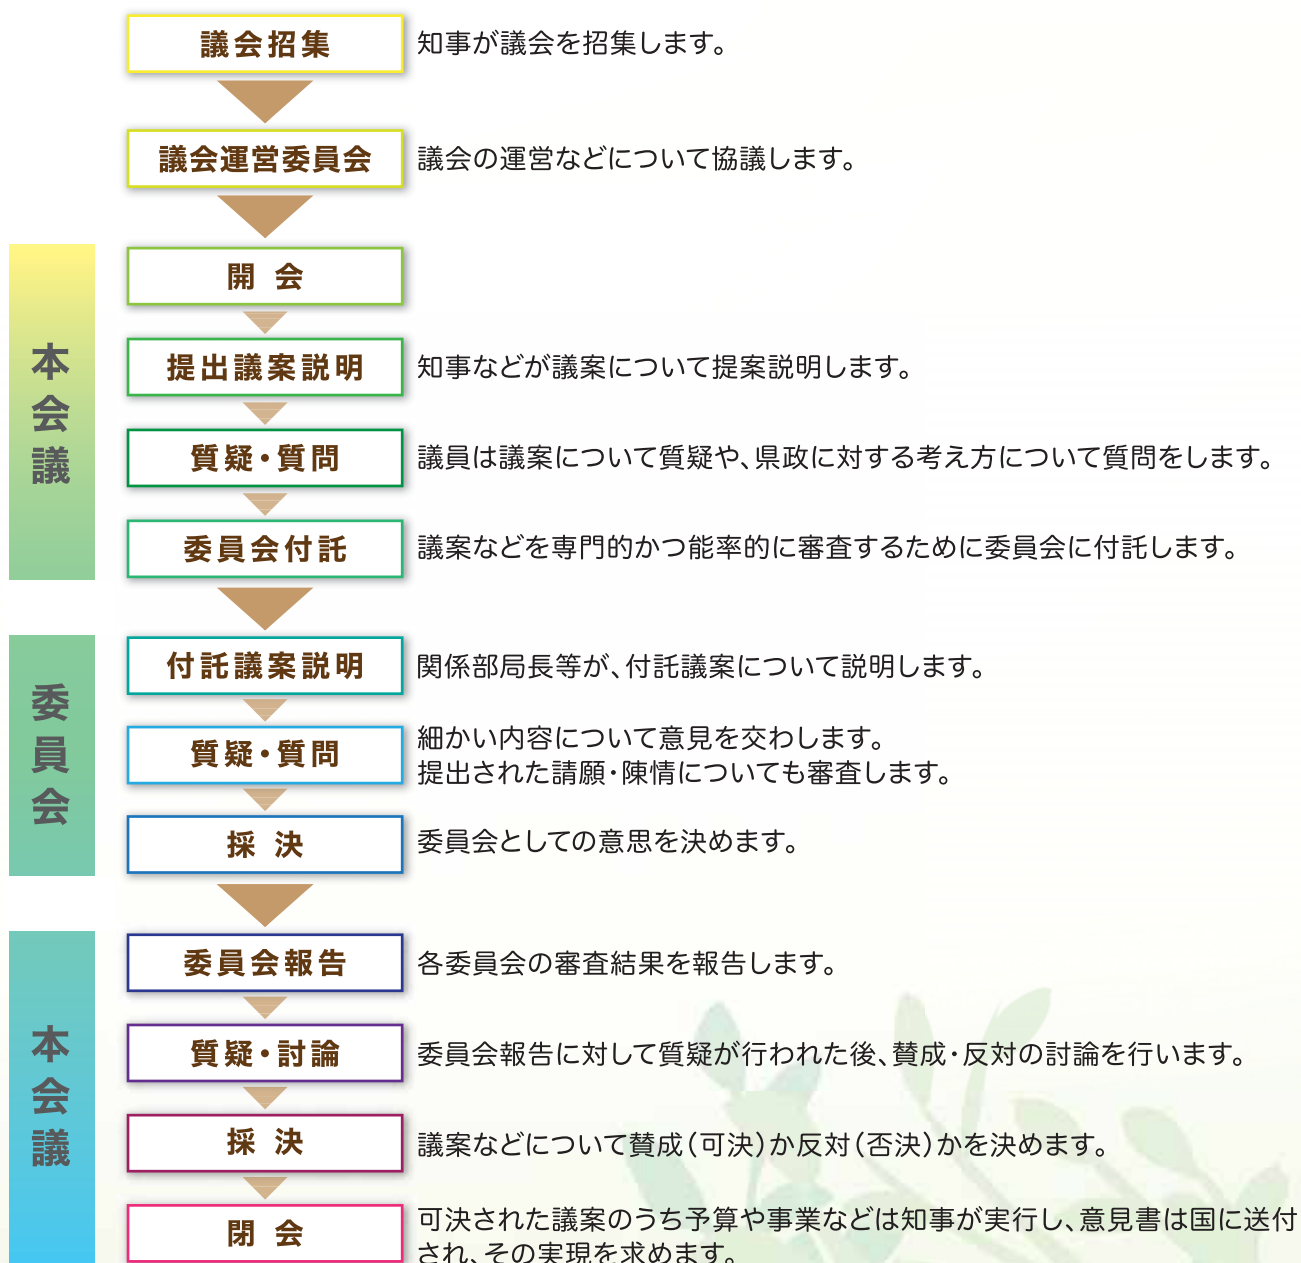 議会招集
知事が議会を招集します。
議会運営委員会
議会の運営などについて協議します。
本会議
開会
提出議案説明
知事などが議案について提案説明します。
質疑・質問
議員は議案について質疑や、県政に対する考え方について質問をします。
委員会付託
議案などを専門的かつ能率的に審査するために委員会に付託します。
委員会
付託議案説明
関係部局長等が、付託議案について説明します。
質疑・質問
細かい内容について意見を交わします。
提出された請願・陳情についても審査します。
採決
委員会としての意思を決めます。
本会議
委員会報告
各委員会の審査結果を報告します。
質疑・討論
委員会報告に対して質疑が行われた後、賛成・反対の討論を行います。
採決
議案などについて賛成(可決)か反対(否決)かを決めます。
閉会
可決された議案のうち予算や事業などは知事が実行し、意見書は国に送付
され、その実現を求めます。